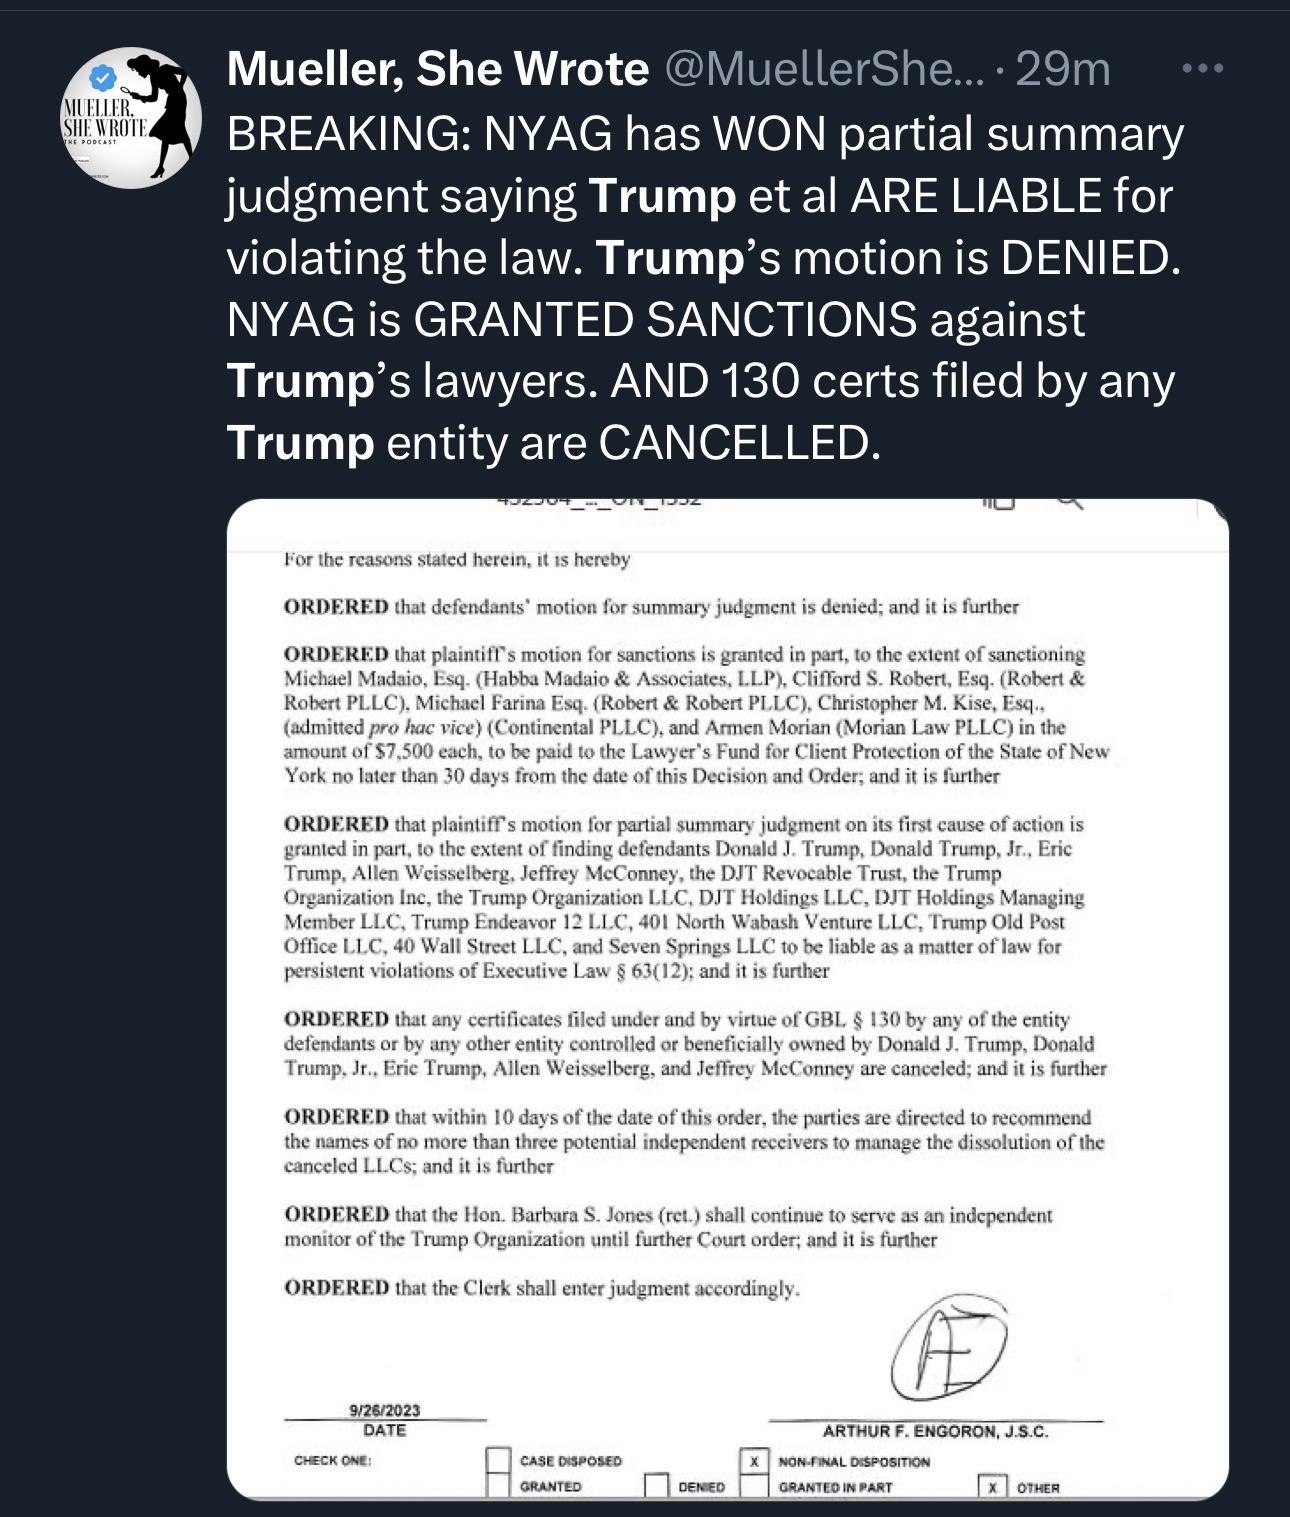 Mueller, She Wrote @MuellerShe... · 29m
MUELLER,
SHE WROTE
THE PODCAST
BREAKING: NYAG has WON partial summary
judgment saying Trump et al ARE LIABLE for
violating the law. Trump’s motion is DENIED.
NYAG is GRANTED SANCTIONS against
Trump’s lawyers. AND 130 certs filed by any
Trump entity are CANCELLED.
For the reasons stated herein, it is hereby
ORDERED that defendants’ motion for summary judgment is denied; and it is further
ORDERED that plaintiff's motion for sanctions is granted in part, to the extent of sanctioning
Michael Madaio, Esq. (Habba Madaio & Associates, LLP), Clifford S. Robert, Esq. (Robert &
Robert PLLC), Michael Farina Esq. (Robert & Robert PLLC), Christopher M. Kise, Esq.,
(admitted pro hac vice) (Continental PLLC), and Armen Morian (Morian Law PLLC) in the
amount of $7,500 each, to be paid to the Lawyer’s Fund for Client Protection of the State of New
York no later than 30 days from the date of this Decision and Order; and it is further
ORDERED that plaintiff's motion for partial summary judgment on its first cause of action is
granted in part, to the extent of finding defendants Donald J. Trump, Donald Trump, Jr., Eric
Trump, Allen Weisselberg, Jeffrey McConney, the DJT Revocable Trust, the Trump
Organization Inc, the Trump Organization LLC, DJT Holdings LLC, DJT Holdings Managing
Member LLC, Trump Endeavor 12 LLC, 401 North Wabash Venture LLC, Trump Old Post
Office LLC, 40 Wall Street LLC, and Seven Springs LLC to be liable as a matter of law for
persistent violations of Executive Law § 63(12); and it is further
ORDERED that any certificates filed under and by virtue of GBL § 130 by any of the entity
defendants or by any other entity controlled or beneficially owned by Donald J. Trump, Donald
Trump, Jr., Eric Trump, Allen Weisselberg, and Jeffrey McConney are canceled; and it is further
ORDERED that within 10 days of the date of this order, the parties are directed to recommend
the names of no more than three potential independent receivers to manage the dissolution of the
canceled LLCs; and it is further
ORDERED that the Hon. Barbara S. Jones (ret.) shall continue to serve as an independent
monitor of the Trump Organization until further Court order; and it is further
ORDERED that the Clerk shall enter judgment accordingly.
AE
9/26/2023
DATE
ARTHUR F. ENGORON, J.S.C.
CHECK ONE: CASE DISPOSED X NON-FINAL DISPOSITION
GRANTED DENIED GRANTED IN PART X OTHER